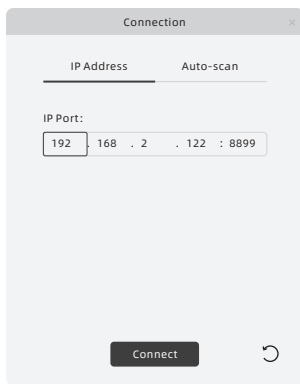 Connection ×
IP Address Auto-scan
IP Port:
192 . 168 . 2 . 122 : 8899
Connect